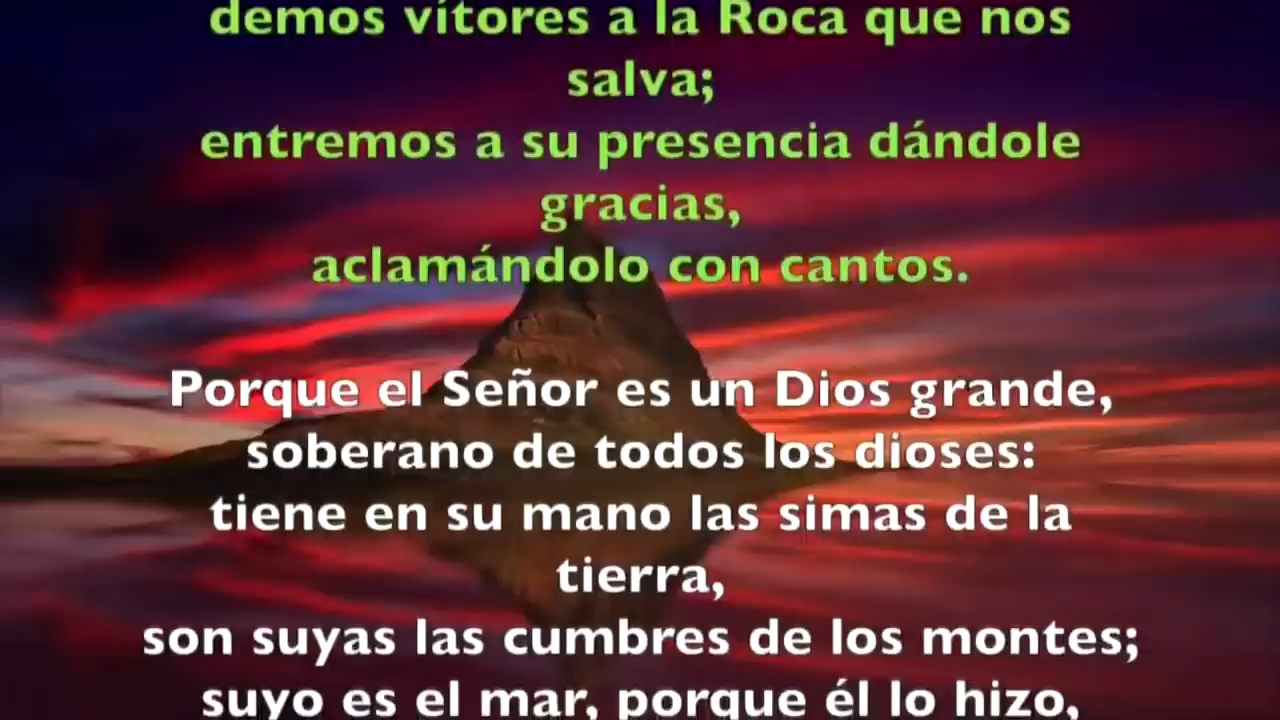 demos vítores a la Roca que nos
salva;
entremos a su presencia dándole
gracias,
aclamándolo con cantos.
Porque el Señor es un Dios grande,
soberano de todos los dioses:
tiene en su mano las simas de la
tierra,
son suyas las cumbres de los montes;
suyo es el mar, porque él lo hizo,